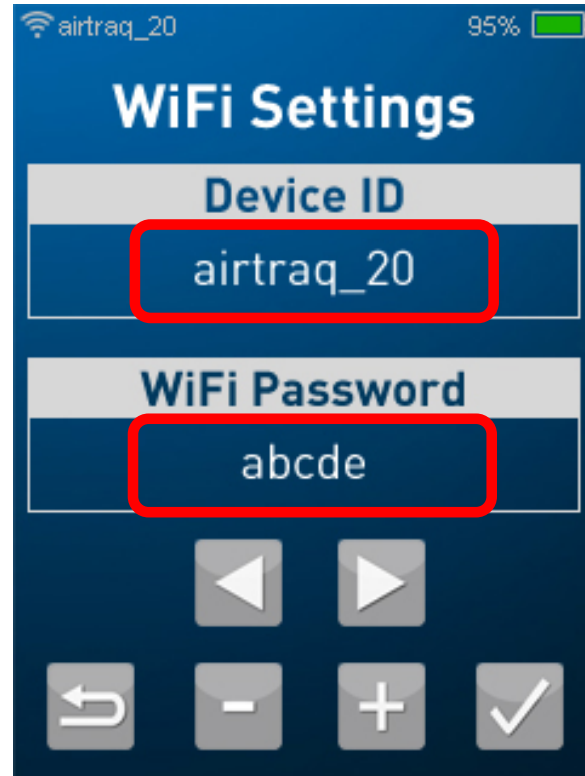 airtraq_20 95%
WiFi Settings
Device ID
airtraq_20
WiFi Password
abcde
- +